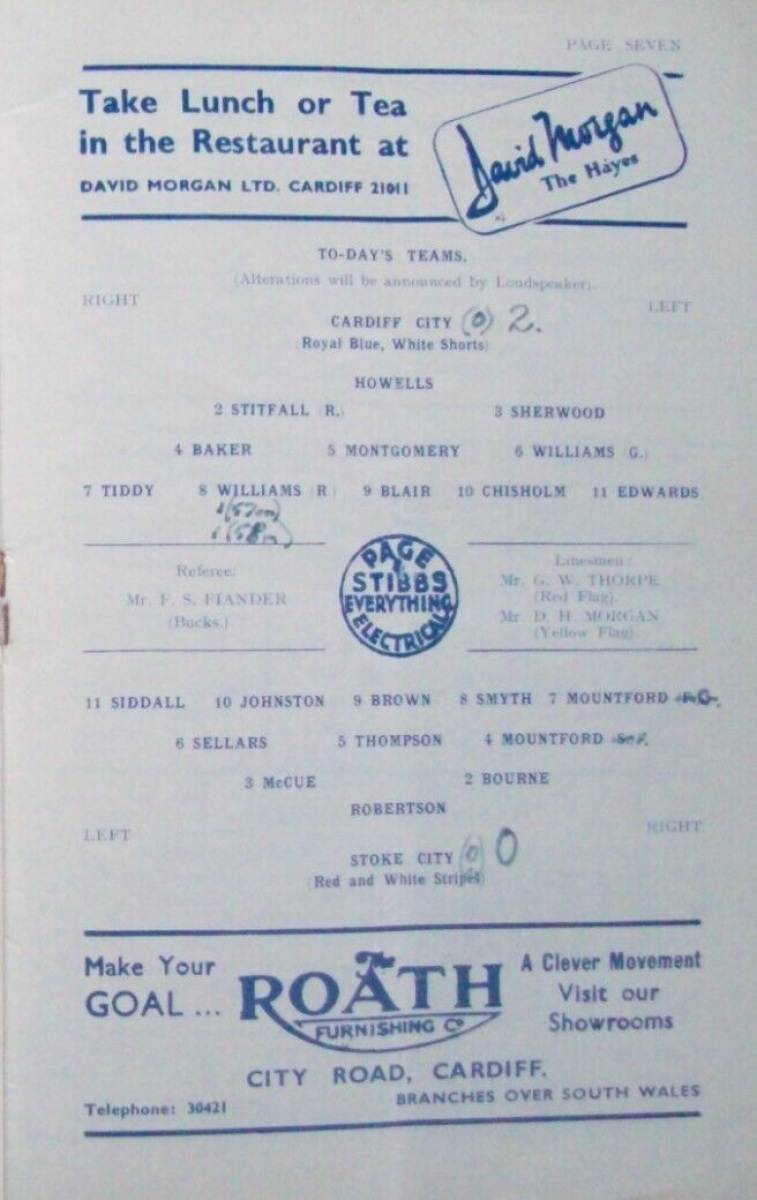 PAGE SEVEN
Take Lunch or Tea
in the Restaurant at
DAVID MORGAN LTD. CARDIFF 21011
David Morgan
The Hayes
TO-DAY'S TEAMS.
(Alterations will be announced by Loudspeaker).
RIGHT
LEFT
CARDIFF CITY (0) 2.
(Royal Blue, White Shorts)
HOWELLS
2 STITFALL (R.)
3 SHERWOOD
4 BAKER 5 MONTGOMERY 6 WILLIAMS (G.)
7 TIDDY 8 WILLIAMS (R.) 9 BLAIR 10 CHISHOLM 11 EDWARDS
1(57m)
1(58m)
Referee:
Mr. F. S. FIANDER
(Bucks.)
PAGE
&
STIBBS
EVERYTHING
ELECTRICAL
Linesmen:
Mr. G. W. THORPE
(Red Flag).
Mr. D. H. MORGAN
(Yellow Flag)
11 SIDDALL 10 JOHNSTON 9 BROWN 8 SMYTH 7 MOUNTFORD
6 SELLARS 5 THOMPSON 4 MOUNTFORD
3 McCUE 2 BOURNE
ROBERTSON
LEFT
RIGHT
STOKE CITY (0) 0
(Red and White Stripes)
Make Your
GOAL ...
The
ROATH
FURNISHING Co
A Clever Movement
Visit our
Showrooms
CITY ROAD, CARDIFF.
Telephone: 30421
BRANCHES OVER SOUTH WALES